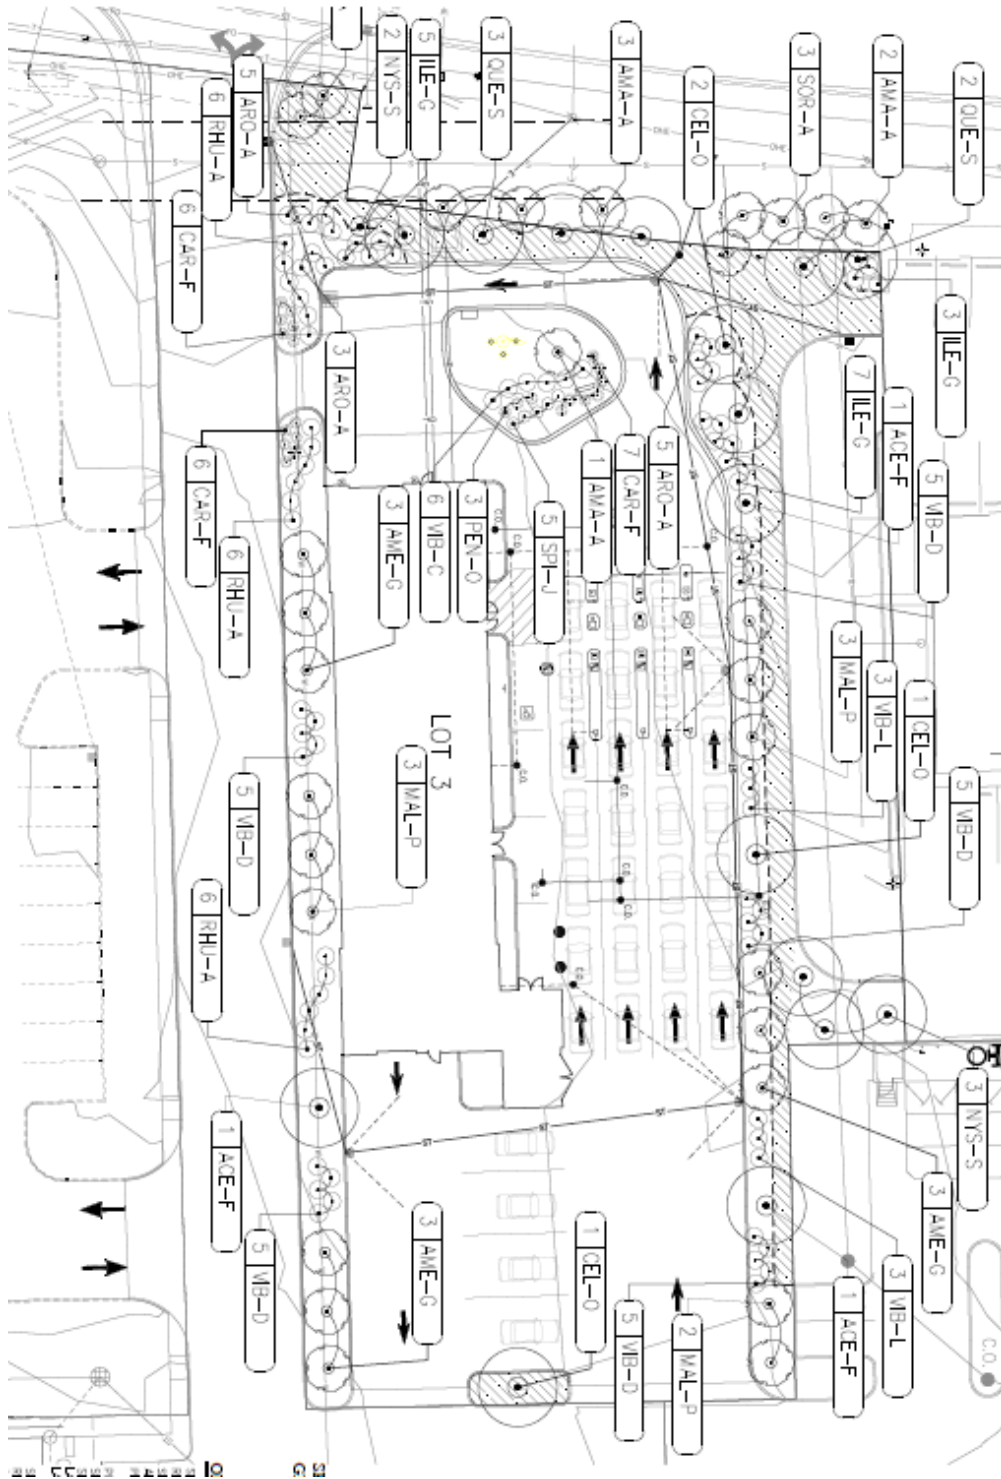 2 NYS-S
5 ILE-G
3 QUE-S
3 AMA-A
2 CEL-O
3 SOR-A
2 AMA-A
2 QUE-S
5 ARO-A
6 RHU-A
6 CAR-F
3 ARO-A
3 ILE-G
7 ILE-G
1 ACE-F
5 VIB-D
6 CAR-F
6 RHU-A
3 AME-G
6 VIB-C
3 PEN-O
5 SPI-J
1 AMA-A
7 CAR-F
5 ARO-A
3 MAL-P
3 VIB-L
1 CEL-O
5 VIB-D
LOT 3
3 MAL-P
5 VIB-D
6 RHU-A
1 ACE-F
5 VIB-D
3 AME-G
1 CEL-O
5 VIB-D
2 MAL-P
1 ACE-F
3 VIB-L
3 AME-G
3 NYS-S
C.O.
C.O.
C.O.
C.O.
C.O.
C.O.
C.O.
C.O.